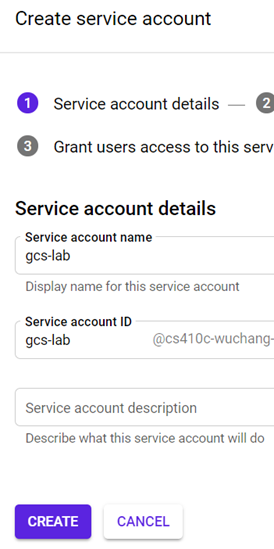 Create service account
1 Service account details — 2
3 Grant users access to this serv
Service account details
Service account name
gcs-lab
Display name for this service account
Service account ID
gcs-lab @cs410c-wuchang-
Service account description
Describe what this service account will do
CREATE CANCEL